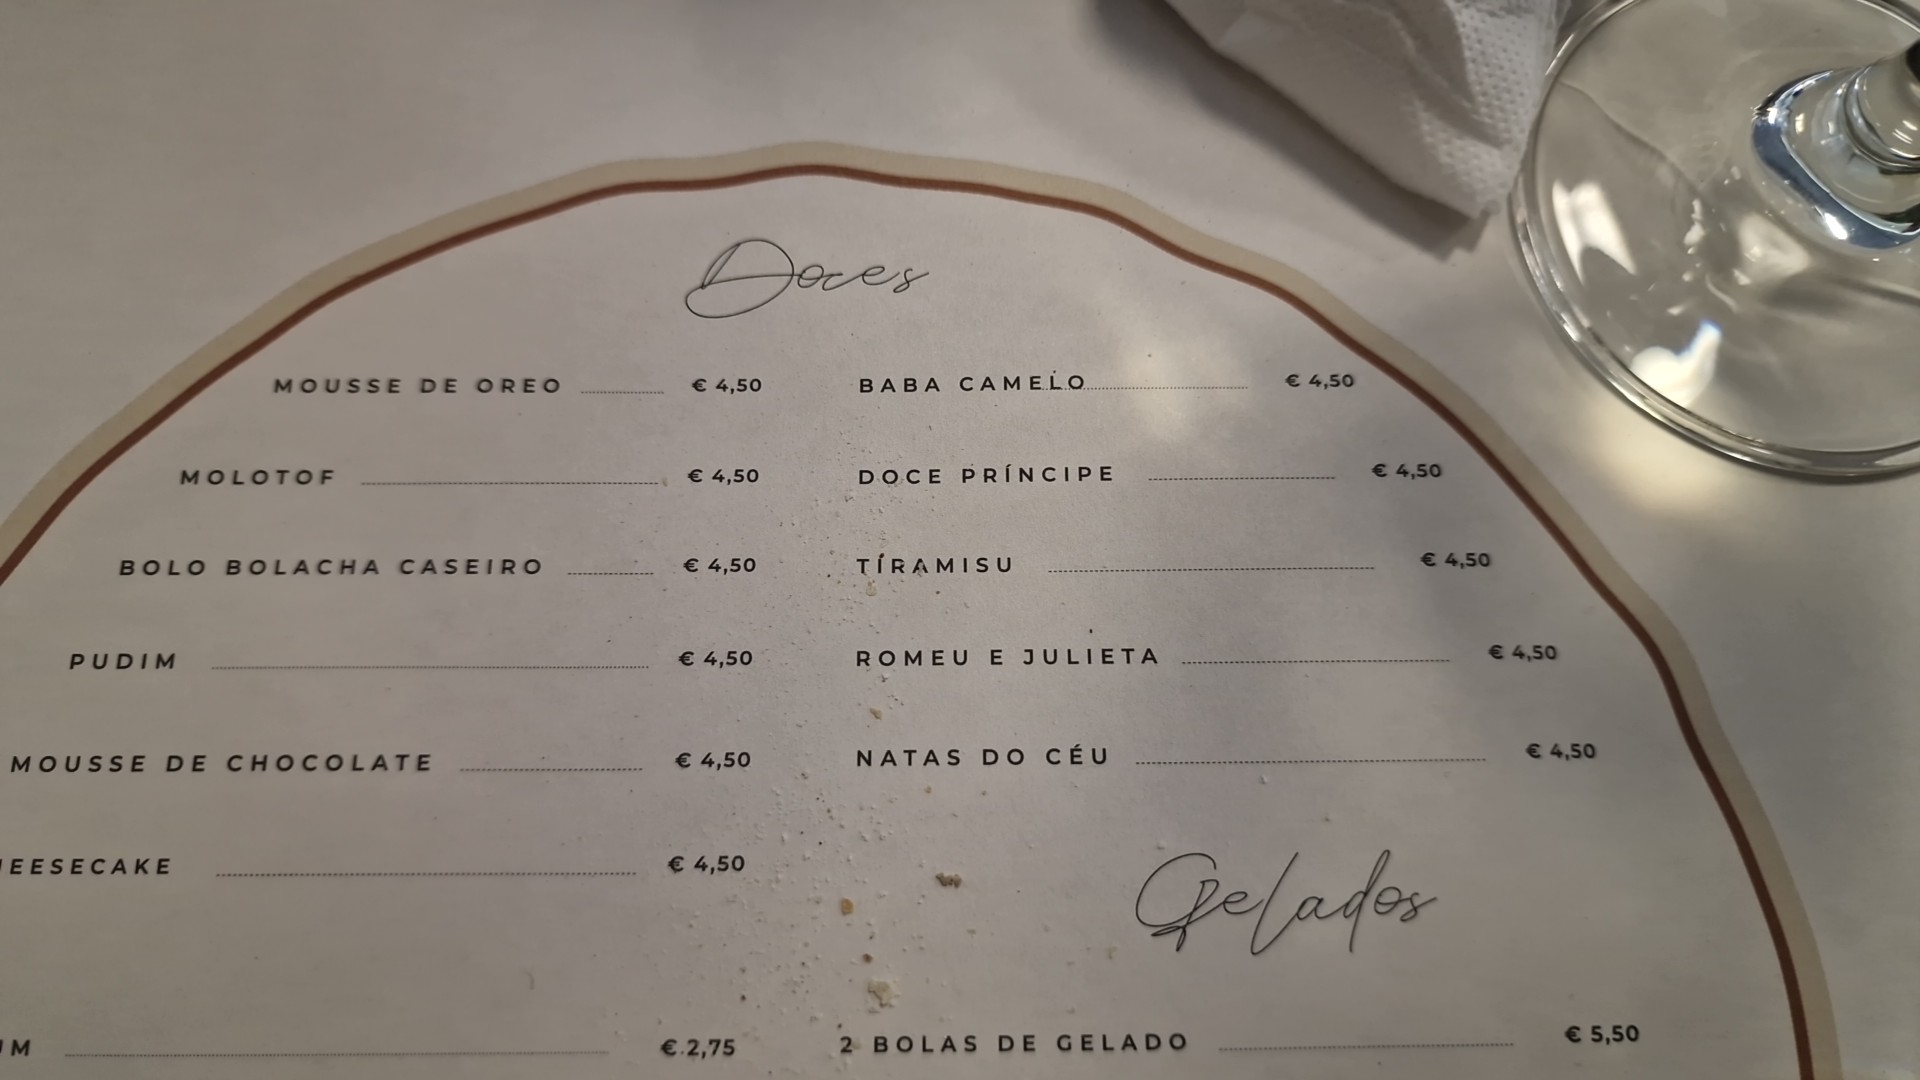 Doces
MOUSSE DE OREO € 4,50
MOLOTOF € 4,50
BOLO BOLACHA CASEIRO € 4,50
PUDIM € 4,50
MOUSSE DE CHOCOLATE € 4,50
€ 4,50
€ 2,75
BABA CAMELO € 4,50
DOCE PRÍNCIPE € 4,50
TÍRAMISU € 4,50
ROMEU E JULIETA € 4,50
NATAS DO CÉU € 4,50
Gelados
2 BOLAS DE GELADO € 5,50